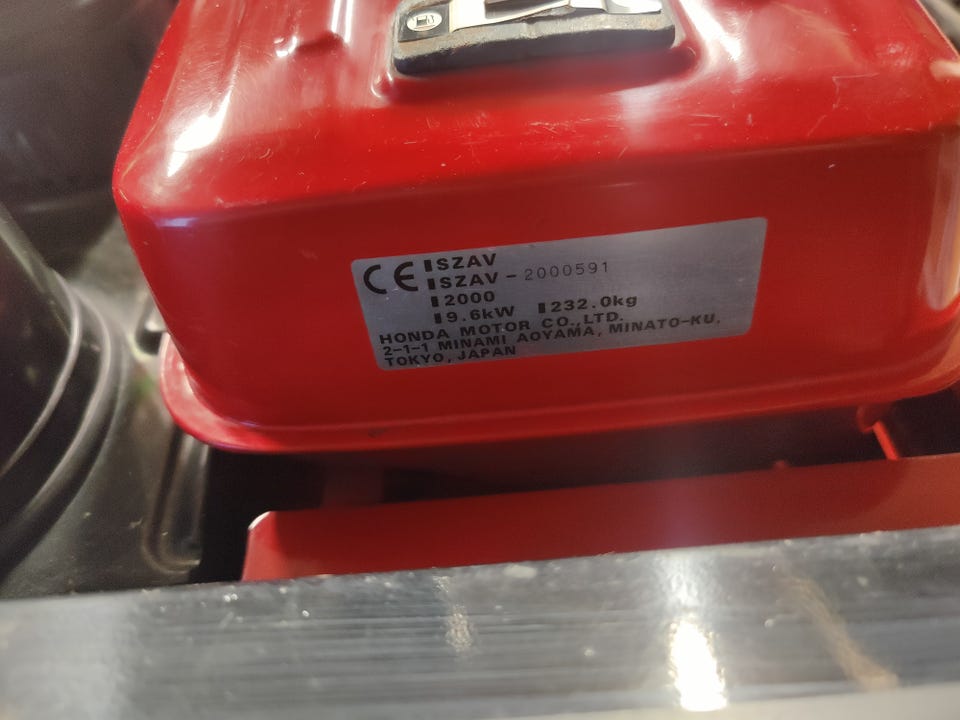 CE ▮SZAV
▮SZAV-2000591
▮2000
▮9.6kW ▮232.0kg
HONDA MOTOR CO.,LTD.
2-1-1 MINAMI AOYAMA, MINATO-KU,
TOKYO, JAPAN